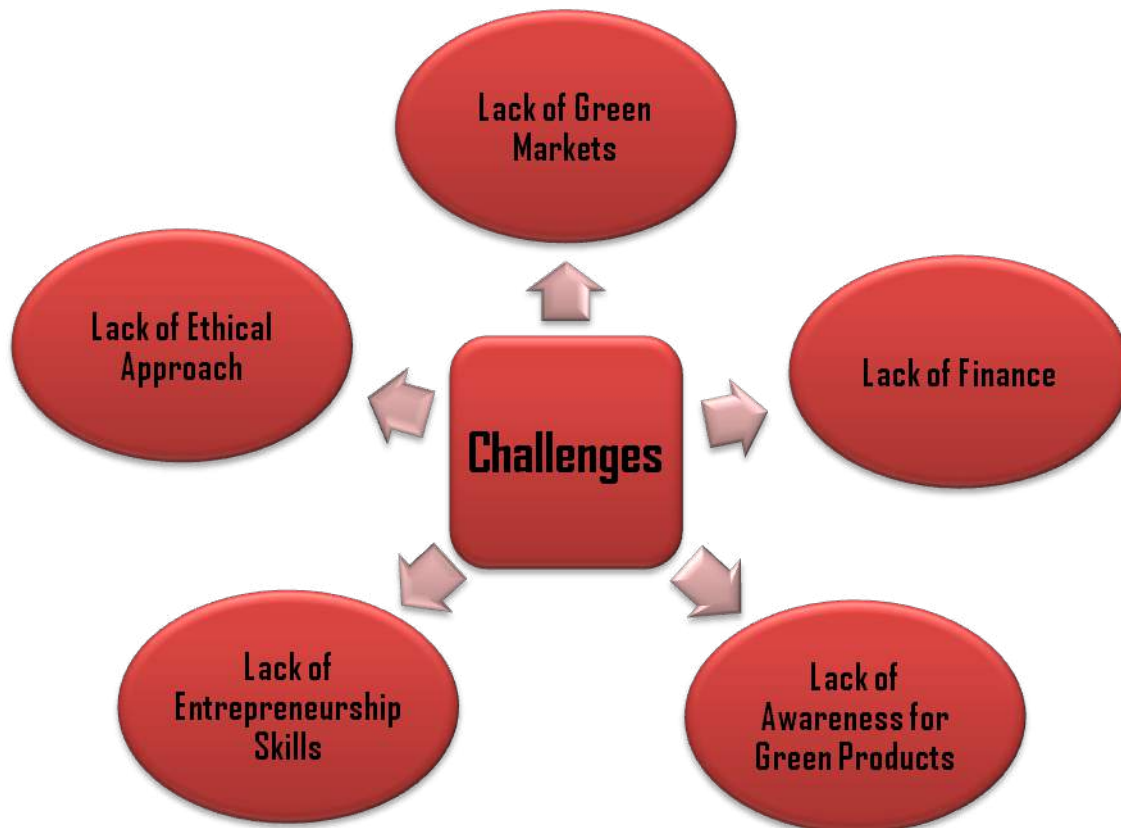 Lack of Green
Markets
Lack of Ethical
Approach
Lack of Finance
Challenges
Lack of
Entrepreneurship
Skills
Lack of
Awareness for
Green Products